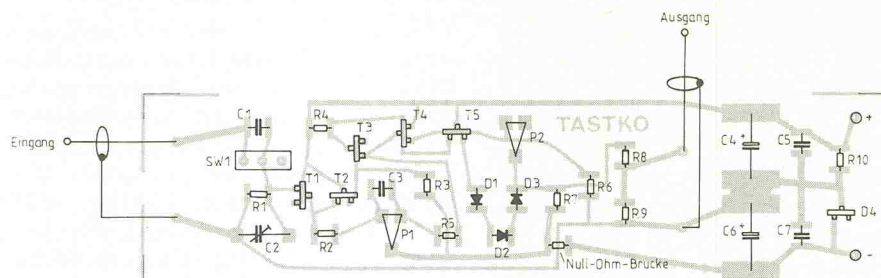 Ausgang
Eingang
C1
SW1
R1
C2
R4
T3
T1
T2
R2
C3
P1
T4
T5
R3
R5
D1
D2
D3
P2
TASTKO
R7
R6
R8
R9
Null-Ohm-Brücke
C4 +
C6 +
C5
C7
R10
D4
+
-